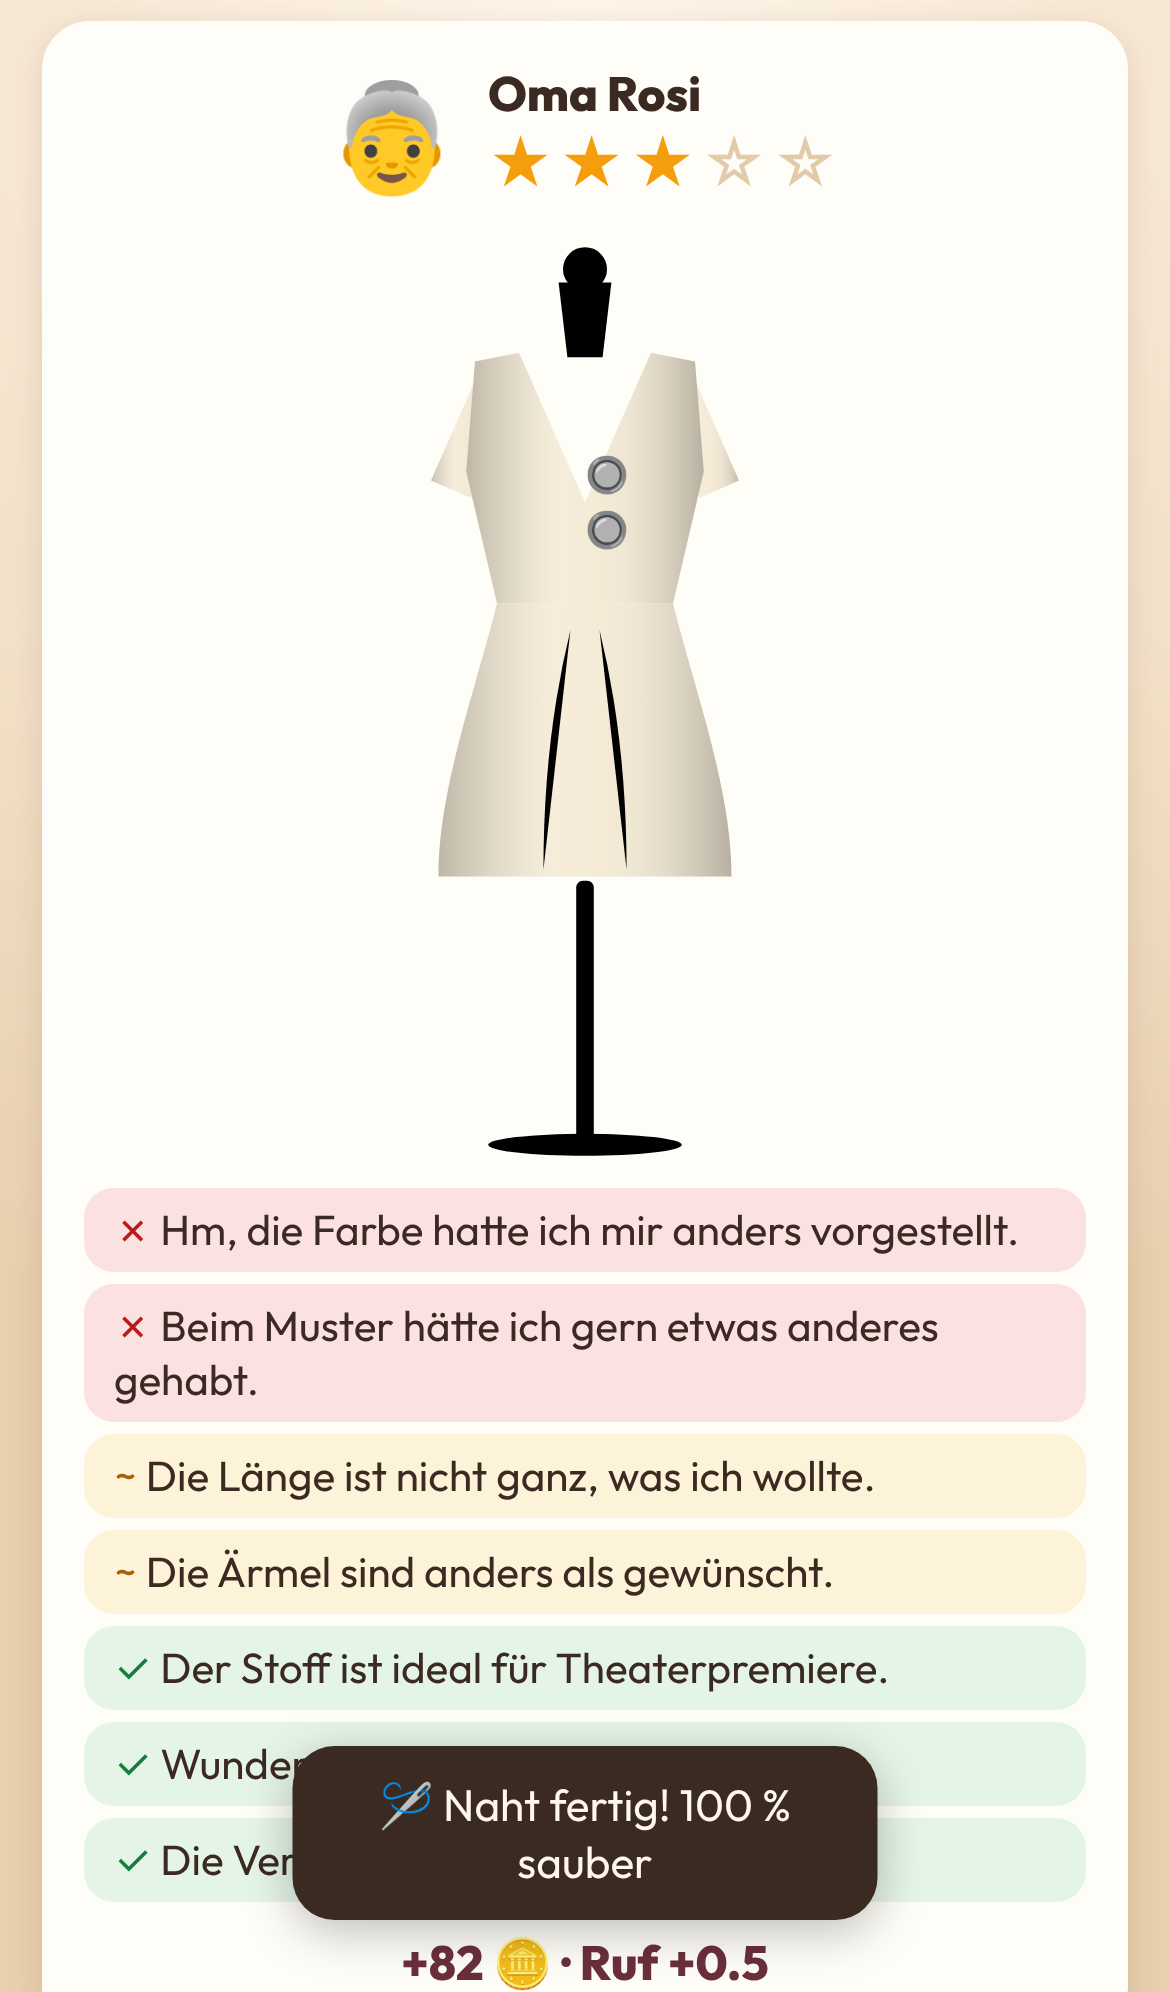 Oma Rosi
✕ Hm, die Farbe hatte ich mir anders vorgestellt.
✕ Beim Muster hätte ich gern etwas anderes
gehabt.
~ Die Länge ist nicht ganz, was ich wollte.
~ Die Ärmel sind anders als gewünscht.
✓ Der Stoff ist ideal für Theaterpremiere.
✓
✓ Die
🪡 Naht fertig! 100 %
sauber
+82 🪙 · Ruf +0.5